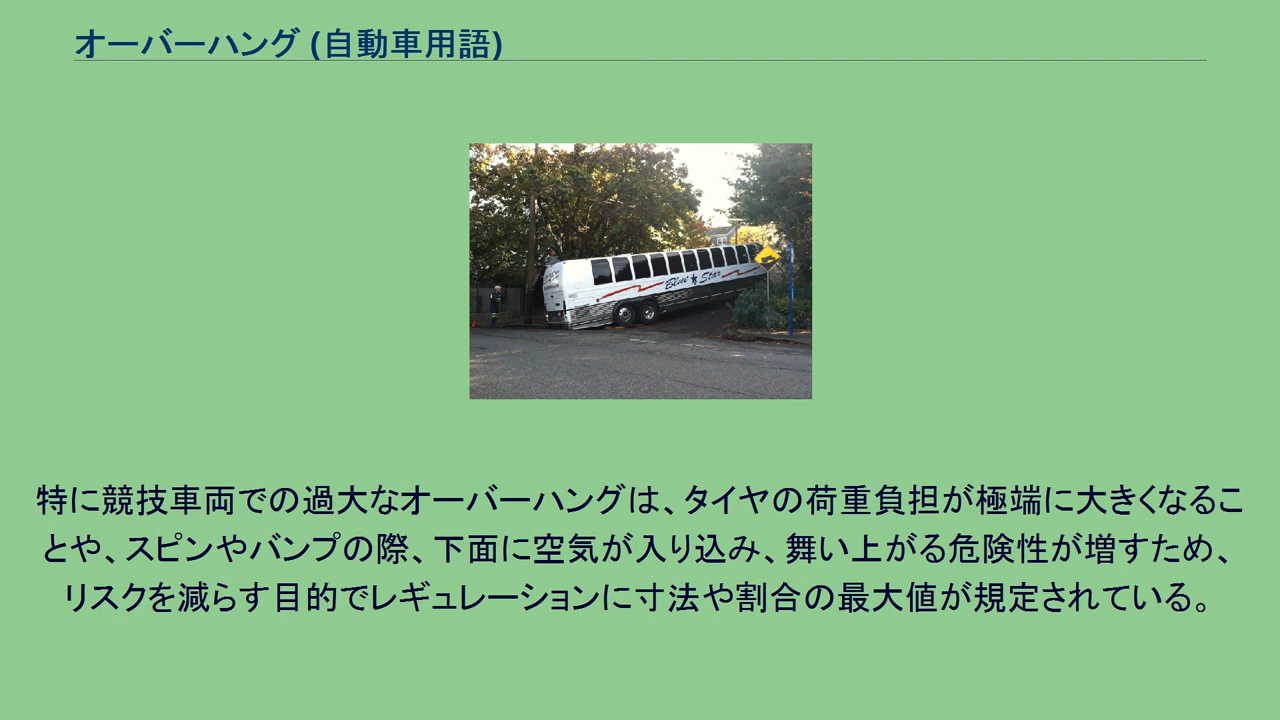 オーバーハング (自動車用語)
Blue Star
特に競技車両での過大なオーバーハングは、タイヤの荷重負担が極端に大きくなるこ
とや、スピンやバンプの際、下面に空気が入り込み、舞い上がる危険性が増すため、
リスクを減らす目的でレギュレーションに寸法や割合の最大値が規定されている。